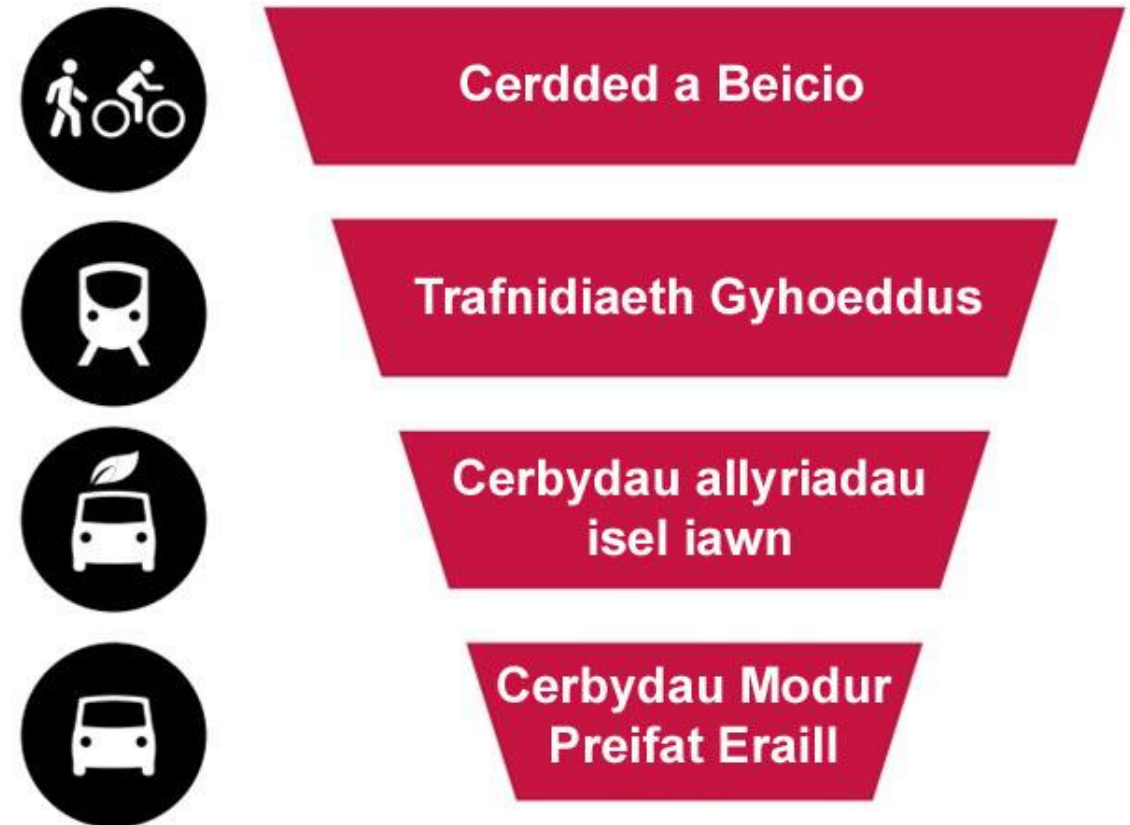 Cerdded a Beicio
Trafnidiaeth Gyhoeddus
Cerbydau allyriadau
isel iawn
Cerbydau Modur
Preifat Eraill